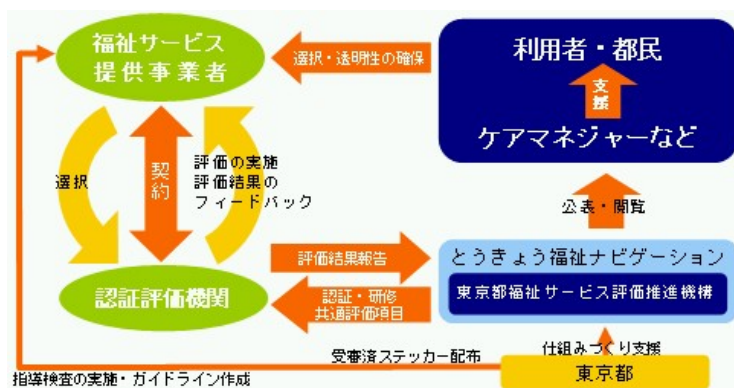 福祉サービス
提供事業者
選択・透明性の確保
利用者・都民
支援
ケアマネジャーなど
選択
契約
評価の実施
評価結果の
フィードバック
公表・閲覧
評価結果報告
とうきょう福祉ナビゲーション
東京都福祉サービス評価推進機構
認証評価機関
認証・研修
共通評価項目
受審済ステッカー配布
仕組みづくり支援
東京都
指導検査の実施・ガイドライン作成